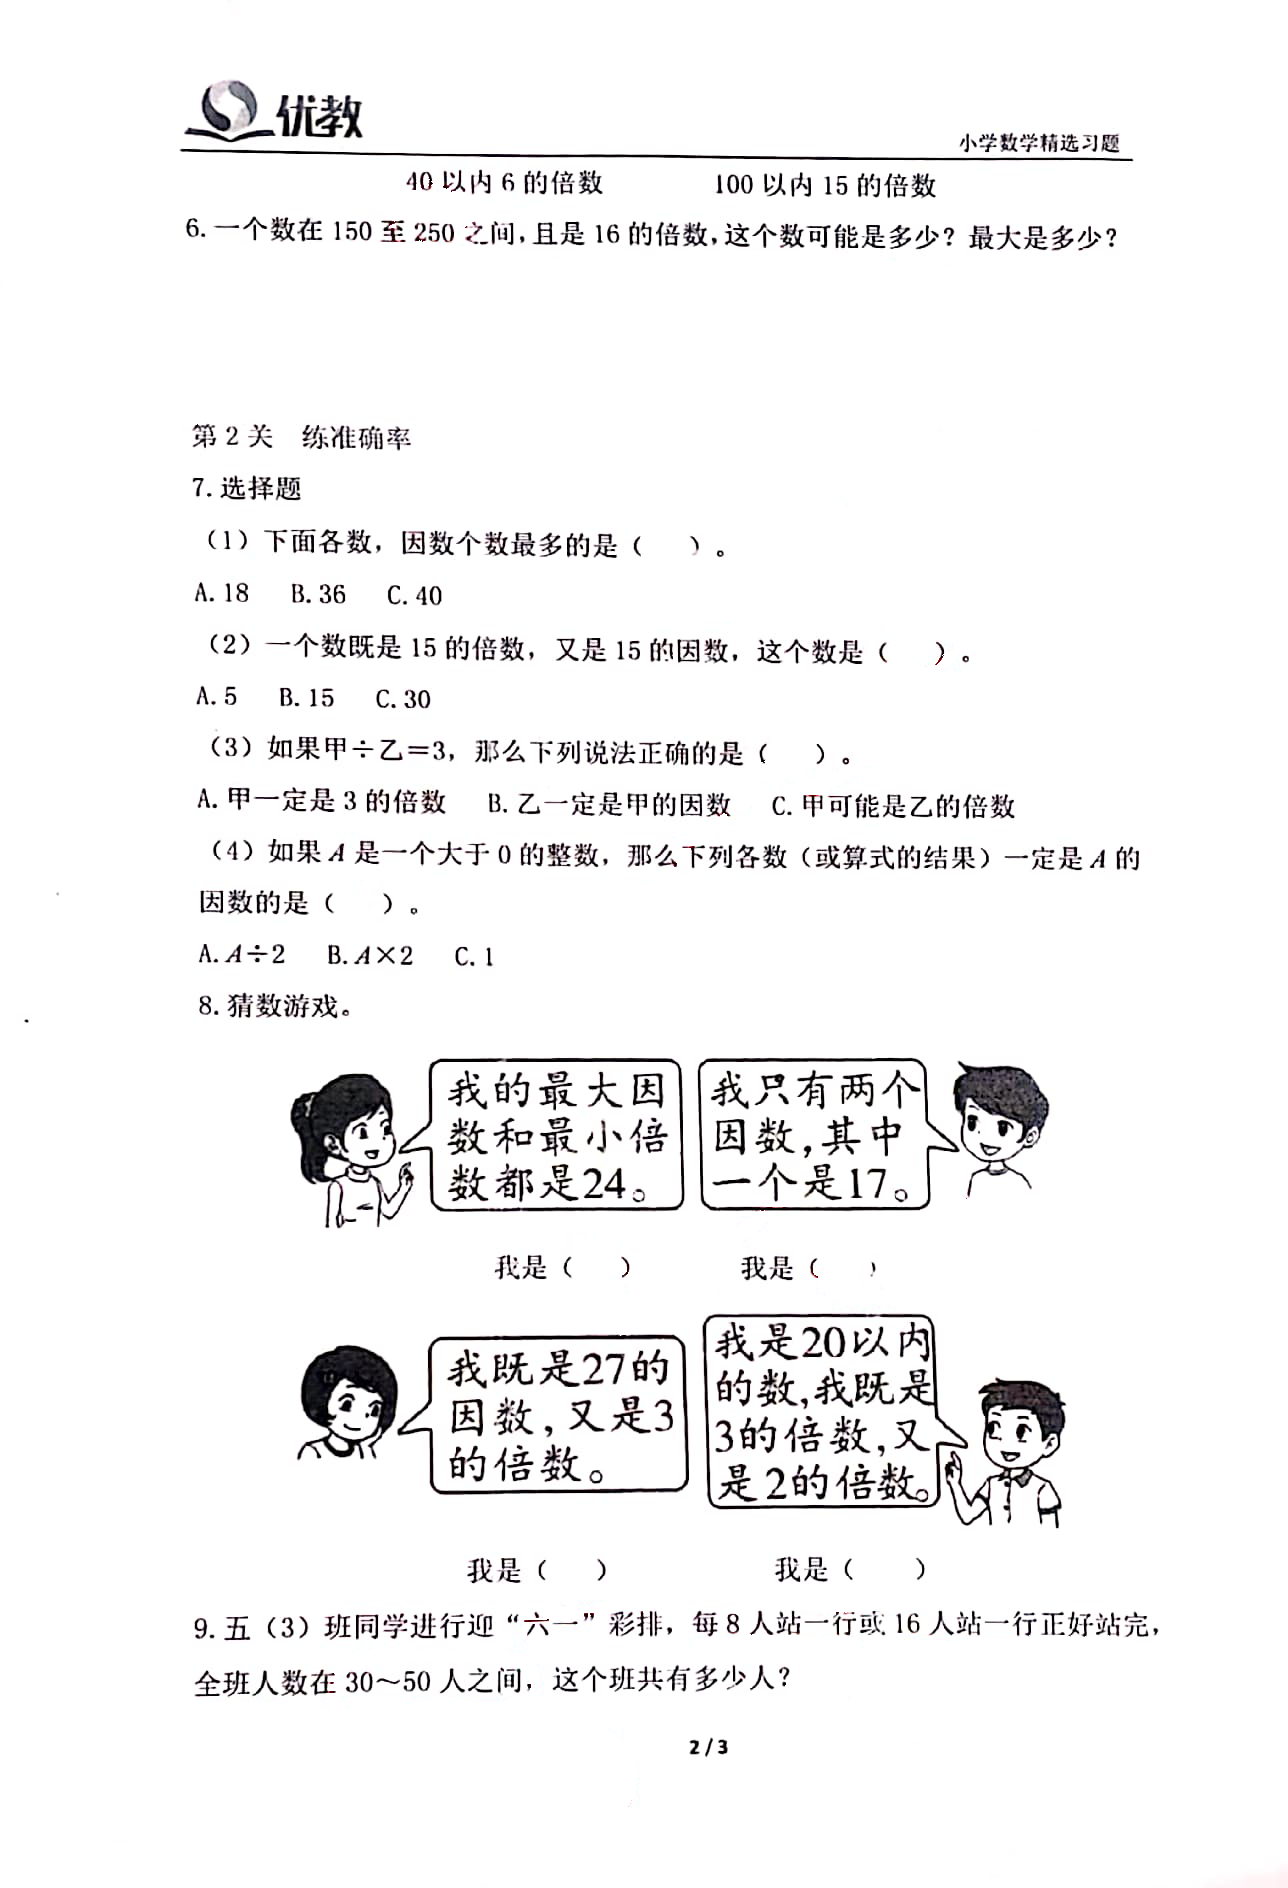 优教
小学数学精选习题
40 以内 6 的倍数 100 以内 15 的倍数
6. 一个数在 150 至 250 之间,且是 16 的倍数,这个数可能是多少？最大是多少？
第 2 关 练准确率
7. 选择题
（1）下面各数，因数个数最多的是（ ）。
A. 18 B. 36 C. 40
（2）一个数既是 15 的倍数，又是 15 的因数，这个数是（ ）。
A. 5 B. 15 C. 30
（3）如果甲÷乙＝3，那么下列说法正确的是（ ）。
A. 甲一定是 3 的倍数 B. 乙一定是甲的因数 C. 甲可能是乙的倍数
（4）如果 A 是一个大于 0 的整数，那么下列各数（或算式的结果）一定是 A 的
因数的是（ ）。
A. A÷2 B. A×2 C. 1
8. 猜数游戏。
我的最大因
数和最小倍
数都是24。
我只有两个
因数,其中
一个是17。
我是（ ） 我是（ ）
我既是27的
因数,又是3
的倍数。
我是20以内
的数,我既是
3的倍数,又
是2的倍数。
我是（ ） 我是（ ）
9. 五（3）班同学进行迎“六一”彩排，每 8 人站一行或 16 人站一行正好站完，
全班人数在 30～50 人之间，这个班共有多少人？
2 / 3